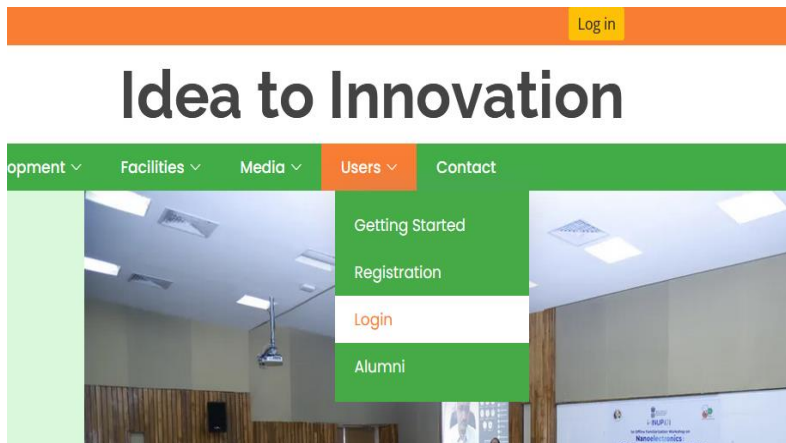 Log in
Idea to Innovation
opment Facilities Media Users Contact
Getting Started
Registration
Login
Alumni
Nanoelectronics